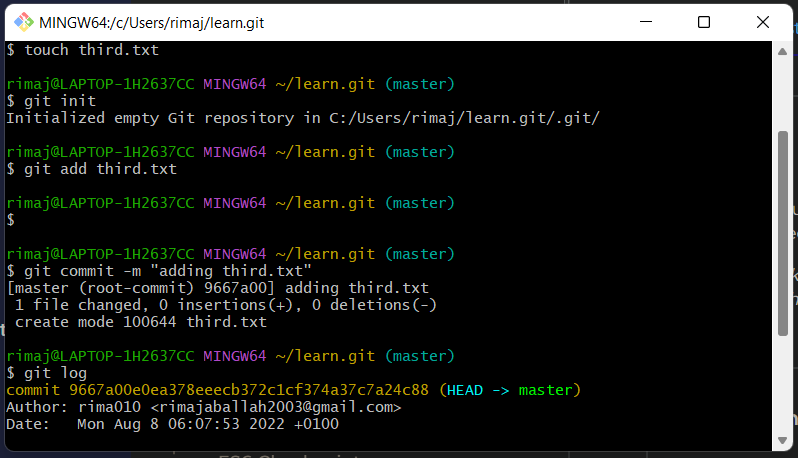 MINGW64:/c/Users/rimaj/learn.git
$ touch third.txt
rimaj@LAPTOP-1H2637CC MINGW64 ~/learn.git (master)
$ git init
Initialized empty Git repository in C:/Users/rimaj/learn.git/.git/
rimaj@LAPTOP-1H2637CC MINGW64 ~/learn.git (master)
$ git add third.txt
rimaj@LAPTOP-1H2637CC MINGW64 ~/learn.git (master)
$
rimaj@LAPTOP-1H2637CC MINGW64 ~/learn.git (master)
$ git commit -m "adding third.txt"
[master (root-commit) 9667a00] adding third.txt
1 file changed, 0 insertions(+), 0 deletions(-)
create mode 100644 third.txt
rimaj@LAPTOP-1H2637CC MINGW64 ~/learn.git (master)
$ git log
commit 9667a00e0ea378eeecb372c1cf374a37c7a24c88 (HEAD -> master)
Author: rima010 <rimajaballah2003@gmail.com>
Date:   Mon Aug 8 06:07:53 2022 +0100